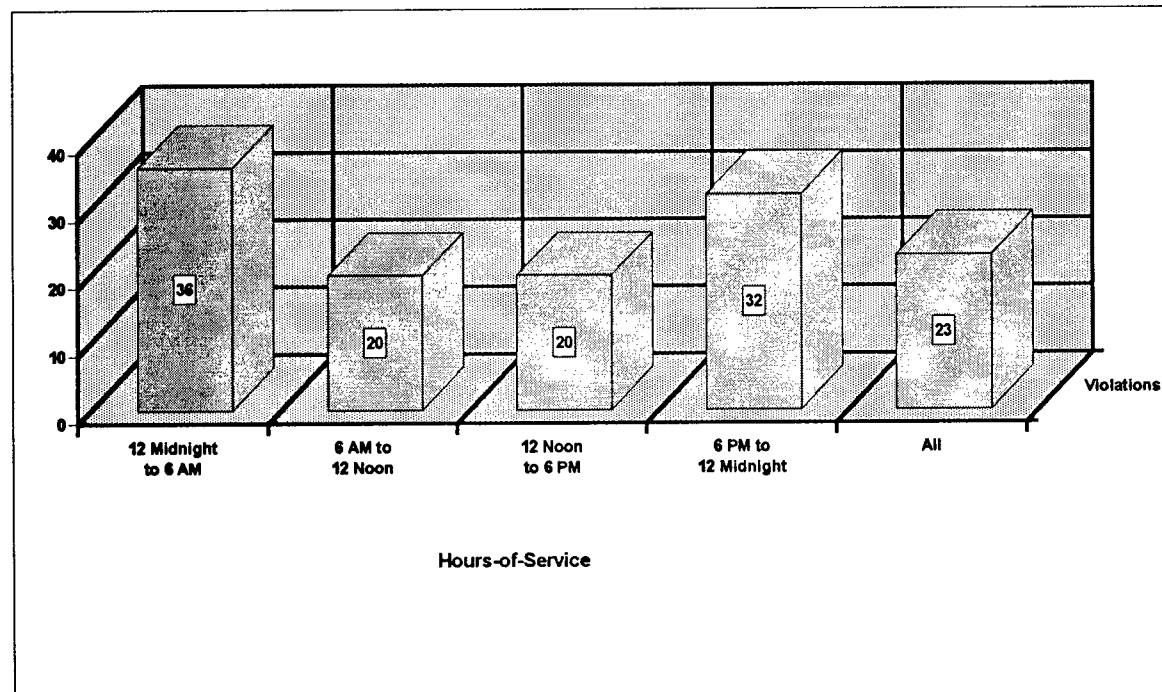 40
30
20
10
0
36
20
20
32
23
Violations
12 Midnight
to 6 AM
6 AM to
12 Noon
12 Noon
to 6 PM
6 PM to
12 Midnight
All
Hours-of-Service